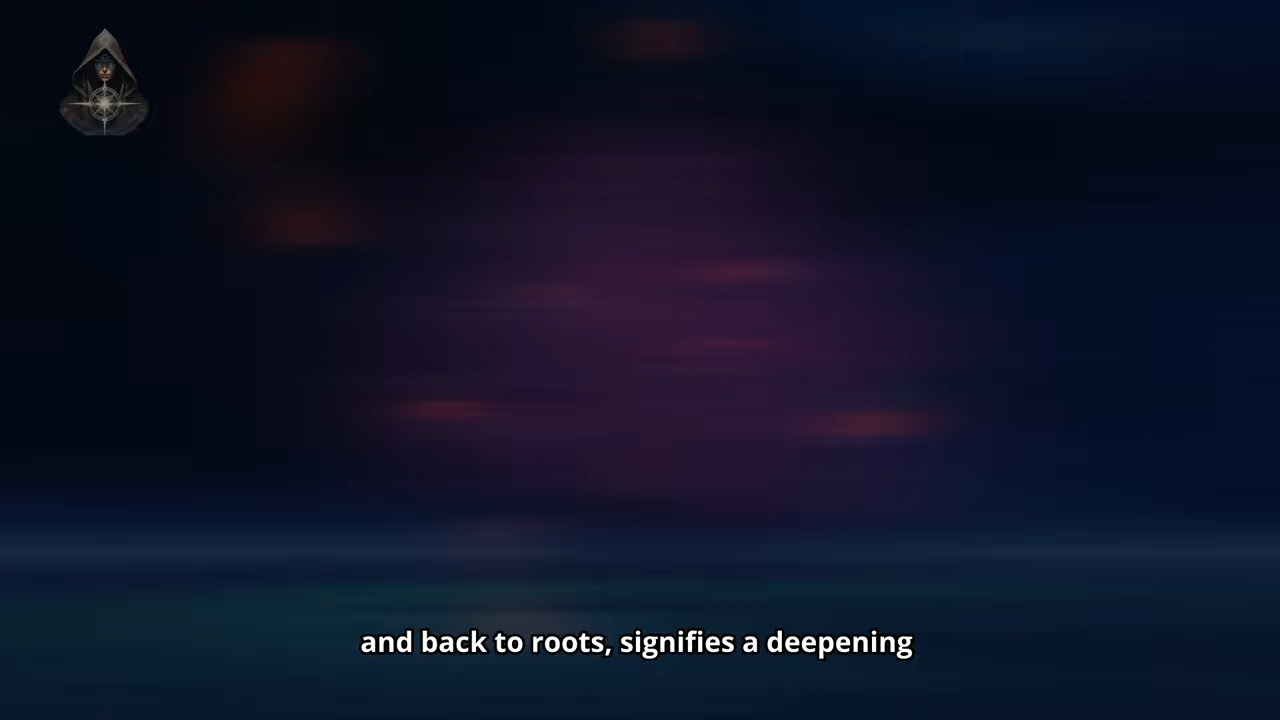 and back to roots, signifies a deepening